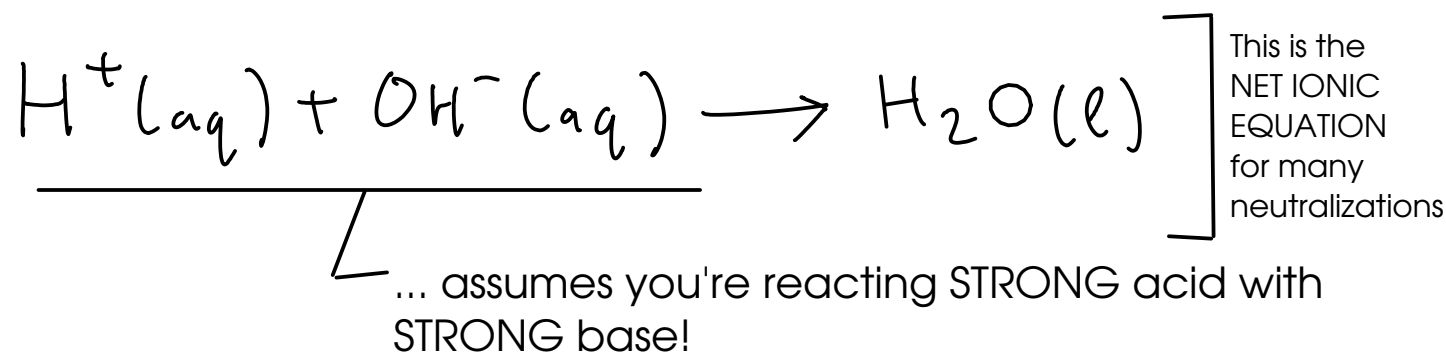 H⁺(aq) + OH⁻(aq) ⟶ H₂O(ℓ)
This is the
NET IONIC
EQUATION
for many
neutralizations
... assumes you're reacting STRONG acid with
STRONG base!